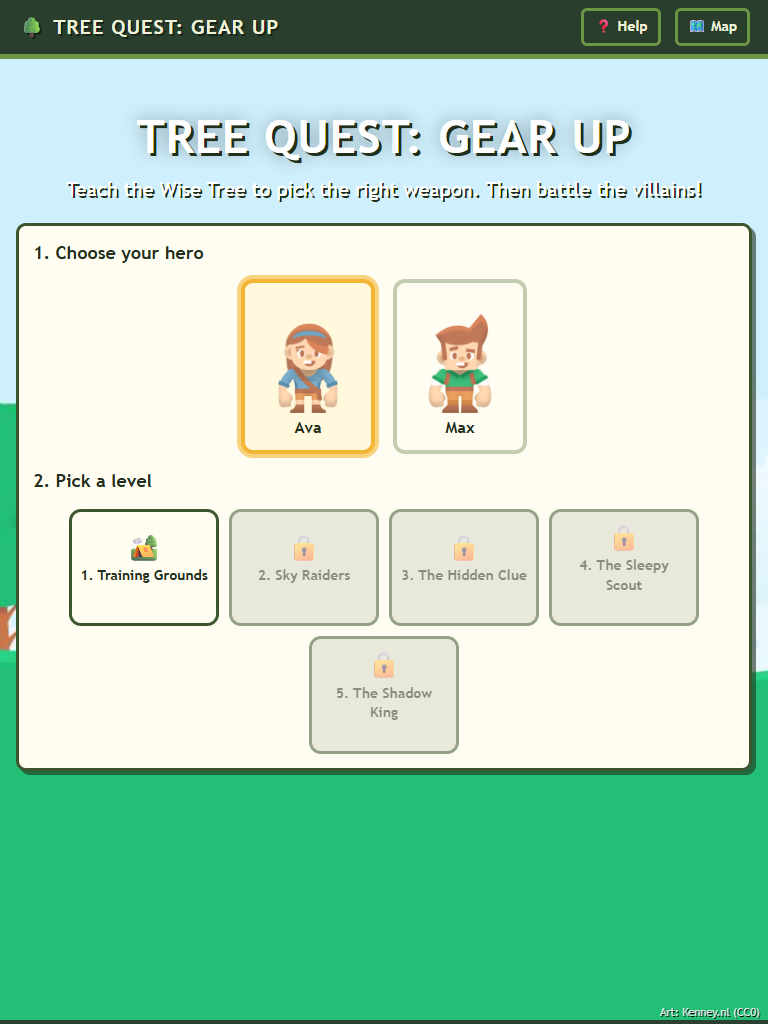 TREE QUEST: GEAR UP
Help
Map
TREE QUEST: GEAR UP
Teach the Wise Tree to pick the right weapon. Then battle the villains!
1. Choose your hero
Ava
Max
2. Pick a level
1. Training Grounds
2. Sky Raiders
3. The Hidden Clue
4. The Sleepy
Scout
5. The Shadow
King
Art: Kenney.nl (CC0)